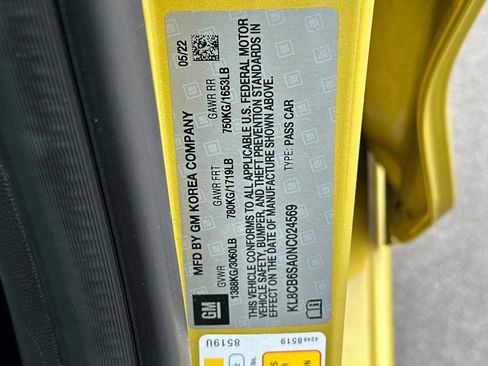 MFD BY GM KOREA COMPANY 05/22
GVWR GAWR FRT GAWR RR
1388KG/3060LB 780KG/1719LB 750KG/1653LB
THIS VEHICLE CONFORMS TO ALL APPLICABLE U.S. FEDERAL MOTOR
VEHICLE SAFETY, BUMPER, AND THEFT PREVENTION STANDARDS IN
EFFECT ON THE DATE OF MANUFACTURE SHOWN ABOVE.
KL8CB6SA0NC024569 TYPE: PASS CAR
GM
8519U
4248 8519